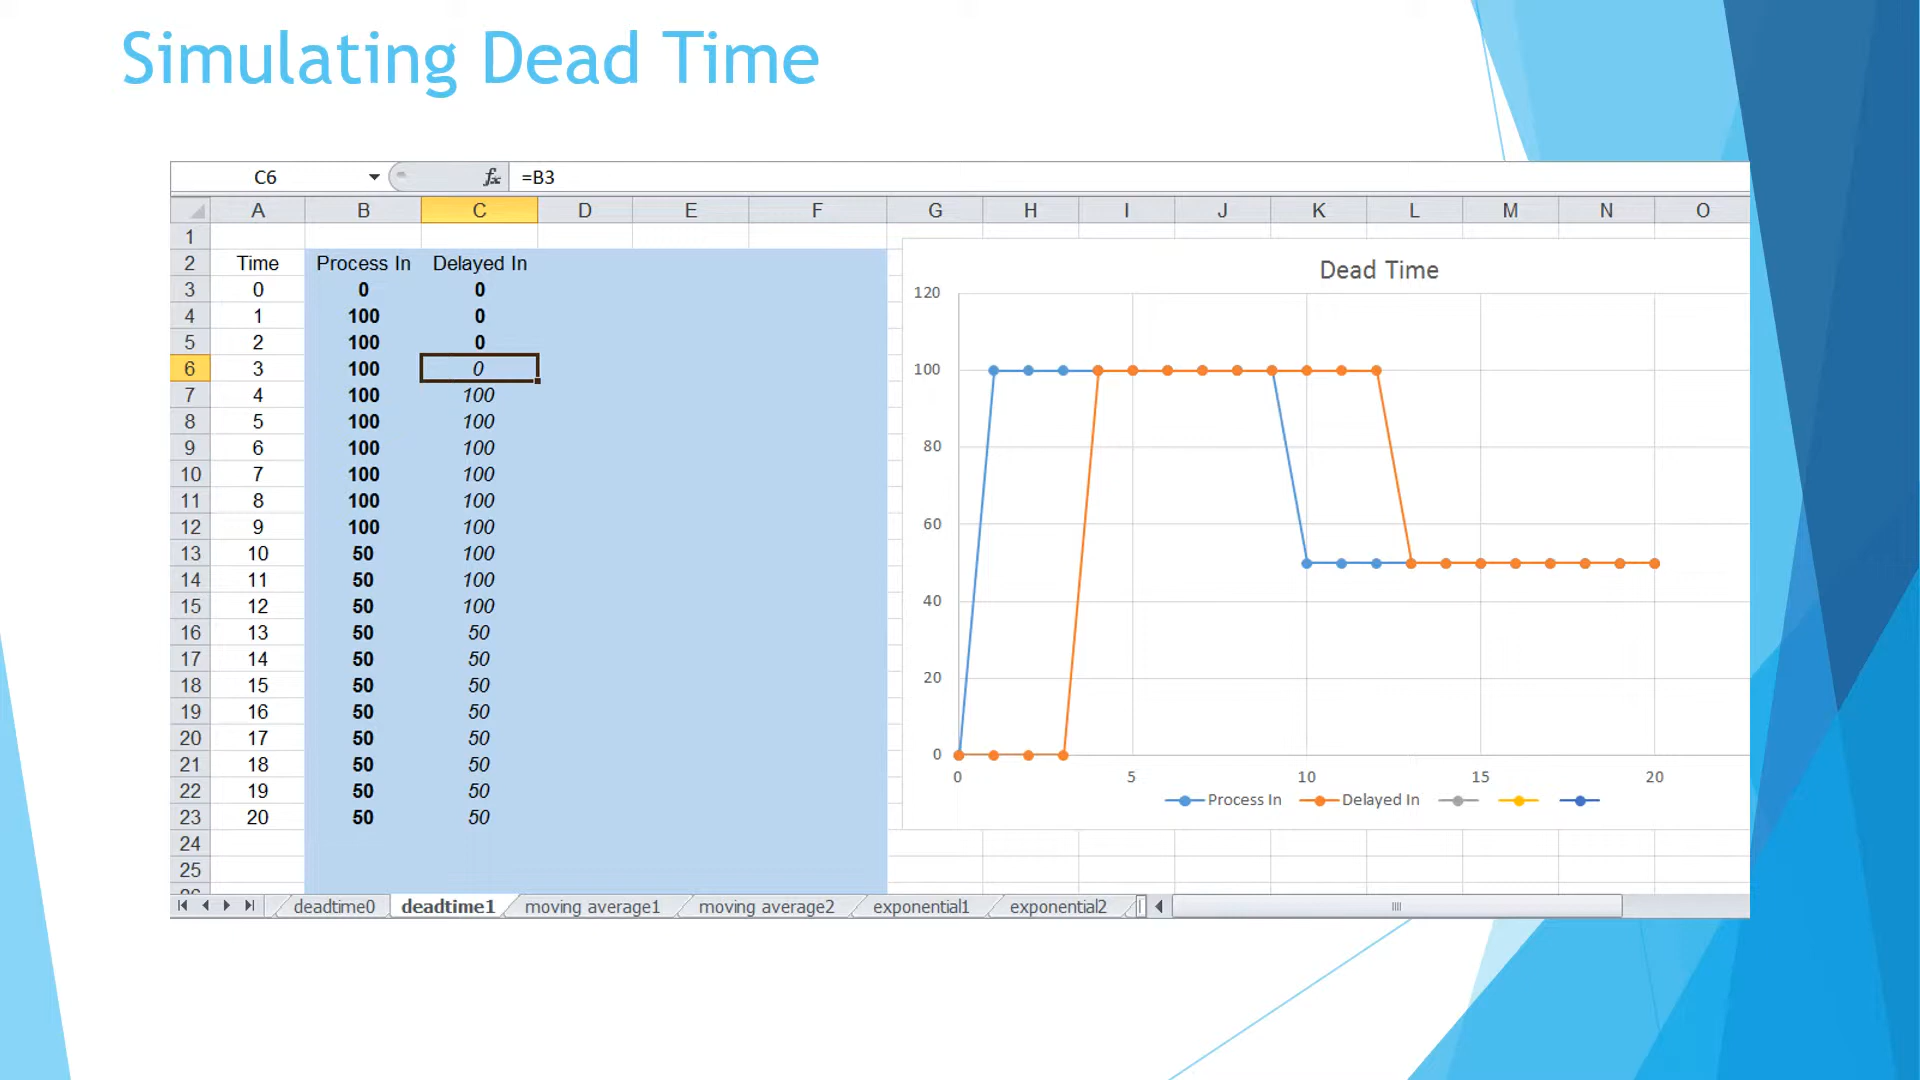 Simulating Dead Time
C6 fx =B3
A B C D E F G H I J K L M N O
1
2 Time Process In Delayed In
3 0 0 0
4 1 100 0
5 2 100 0
6 3 100 0
7 4 100 100
8 5 100 100
9 6 100 100
10 7 100 100
11 8 100 100
12 9 100 100
13 10 50 100
14 11 50 100
15 12 50 100
16 13 50 50
17 14 50 50
18 15 50 50
19 16 50 50
20 17 50 50
21 18 50 50
22 19 50 50
23 20 50 50
24
25
Dead Time
120
100
80
60
40
20
0
0 5 10 15 20
Process In Delayed In
deadtime0 deadtime1 moving average1 moving average2 exponential1 exponential2